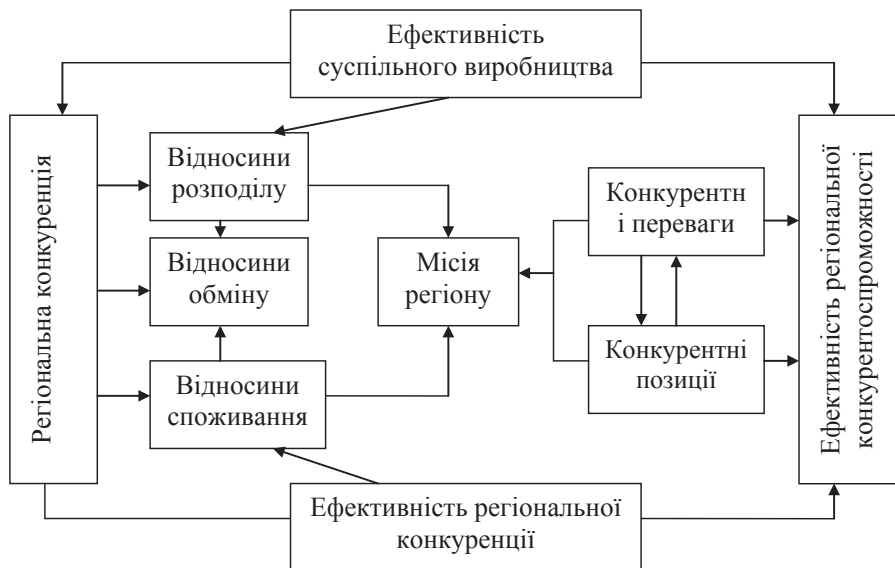 Ефективність
суспільного виробництва
Регіональна конкуренція
Відносини
розподілу
Відносини
обміну
Відносини
споживання
Місія
регіону
Конкурентн
і переваги
Конкурентні
позиції
Ефективність регіональної
конкурентоспроможності
Ефективність регіональної
конкуренції